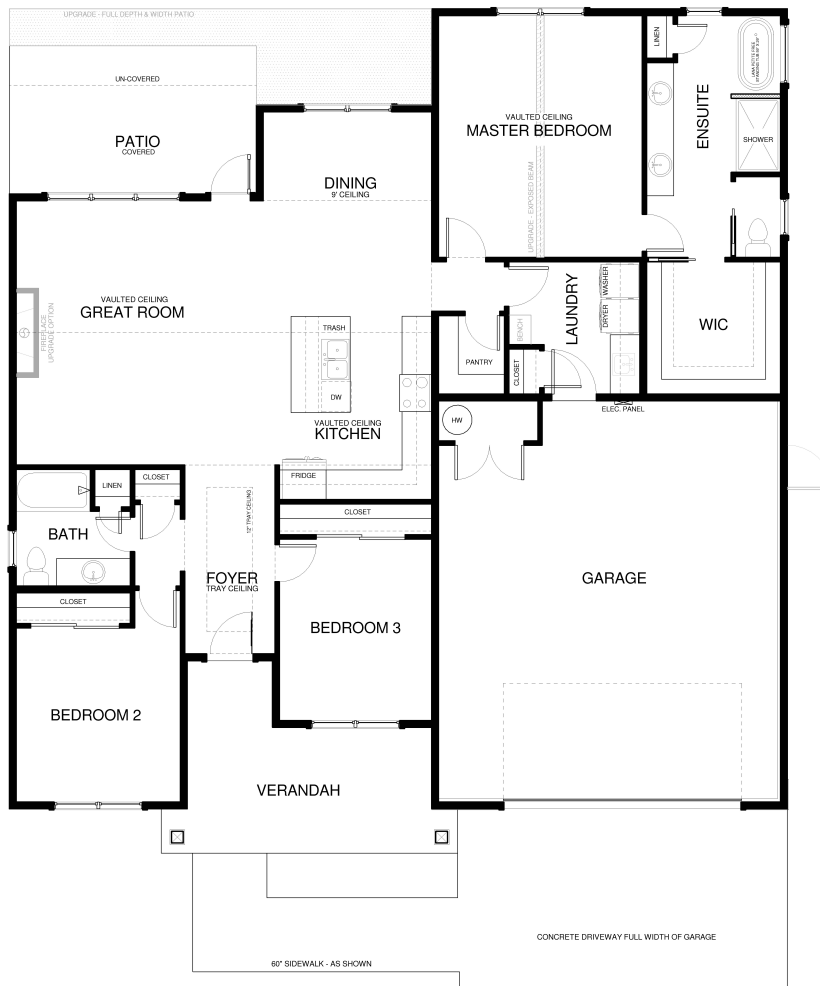 UPGRADE - FULL DEPTH & WIDTH PATIO
UN-COVERED
PATIO
COVERED
DINING
9' CEILING
VAULTED CEILING
MASTER BEDROOM
UPGRADE - EXPOSED BEAM
LINEN
ENSUITE
SHOWER
VAULTED CEILING
GREAT ROOM
FIREPLACE
UPGRADE OPTION
TRASH
DW
VAULTED CEILING
KITCHEN
FRIDGE
PANTRY
BENCH
LAUNDRY
WASHER
DRYER
CLOSET
WIC
ELEC. PANEL
HW
LINEN
CLOSET
BATH
12" TRAY CEILING
FOYER
TRAY CEILING
CLOSET
CLOSET
BEDROOM 3
GARAGE
BEDROOM 2
VERANDAH
CONCRETE DRIVEWAY FULL WIDTH OF GARAGE
60" SIDEWALK - AS SHOWN